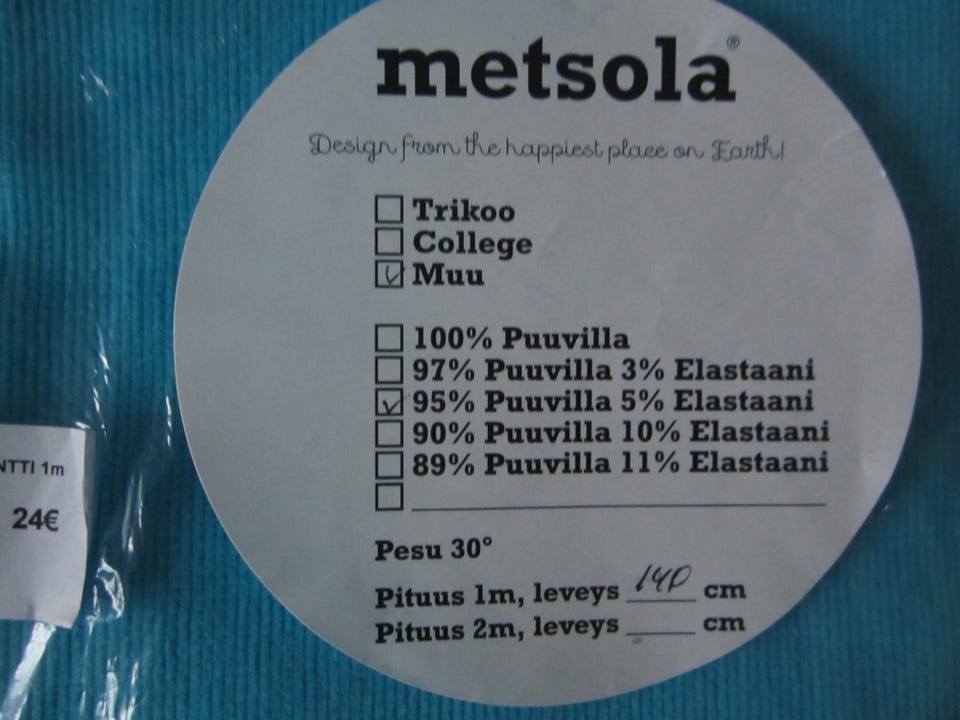 metsola®
Design from the happiest place on Earth!
Trikoo
College
Muu
100% Puuvilla
97% Puuvilla 3% Elastaani
95% Puuvilla 5% Elastaani
90% Puuvilla 10% Elastaani
89% Puuvilla 11% Elastaani
Pesu 30°
Pituus 1m, leveys 140 cm
Pituus 2m, leveys ____ cm
NTTI 1m
24€